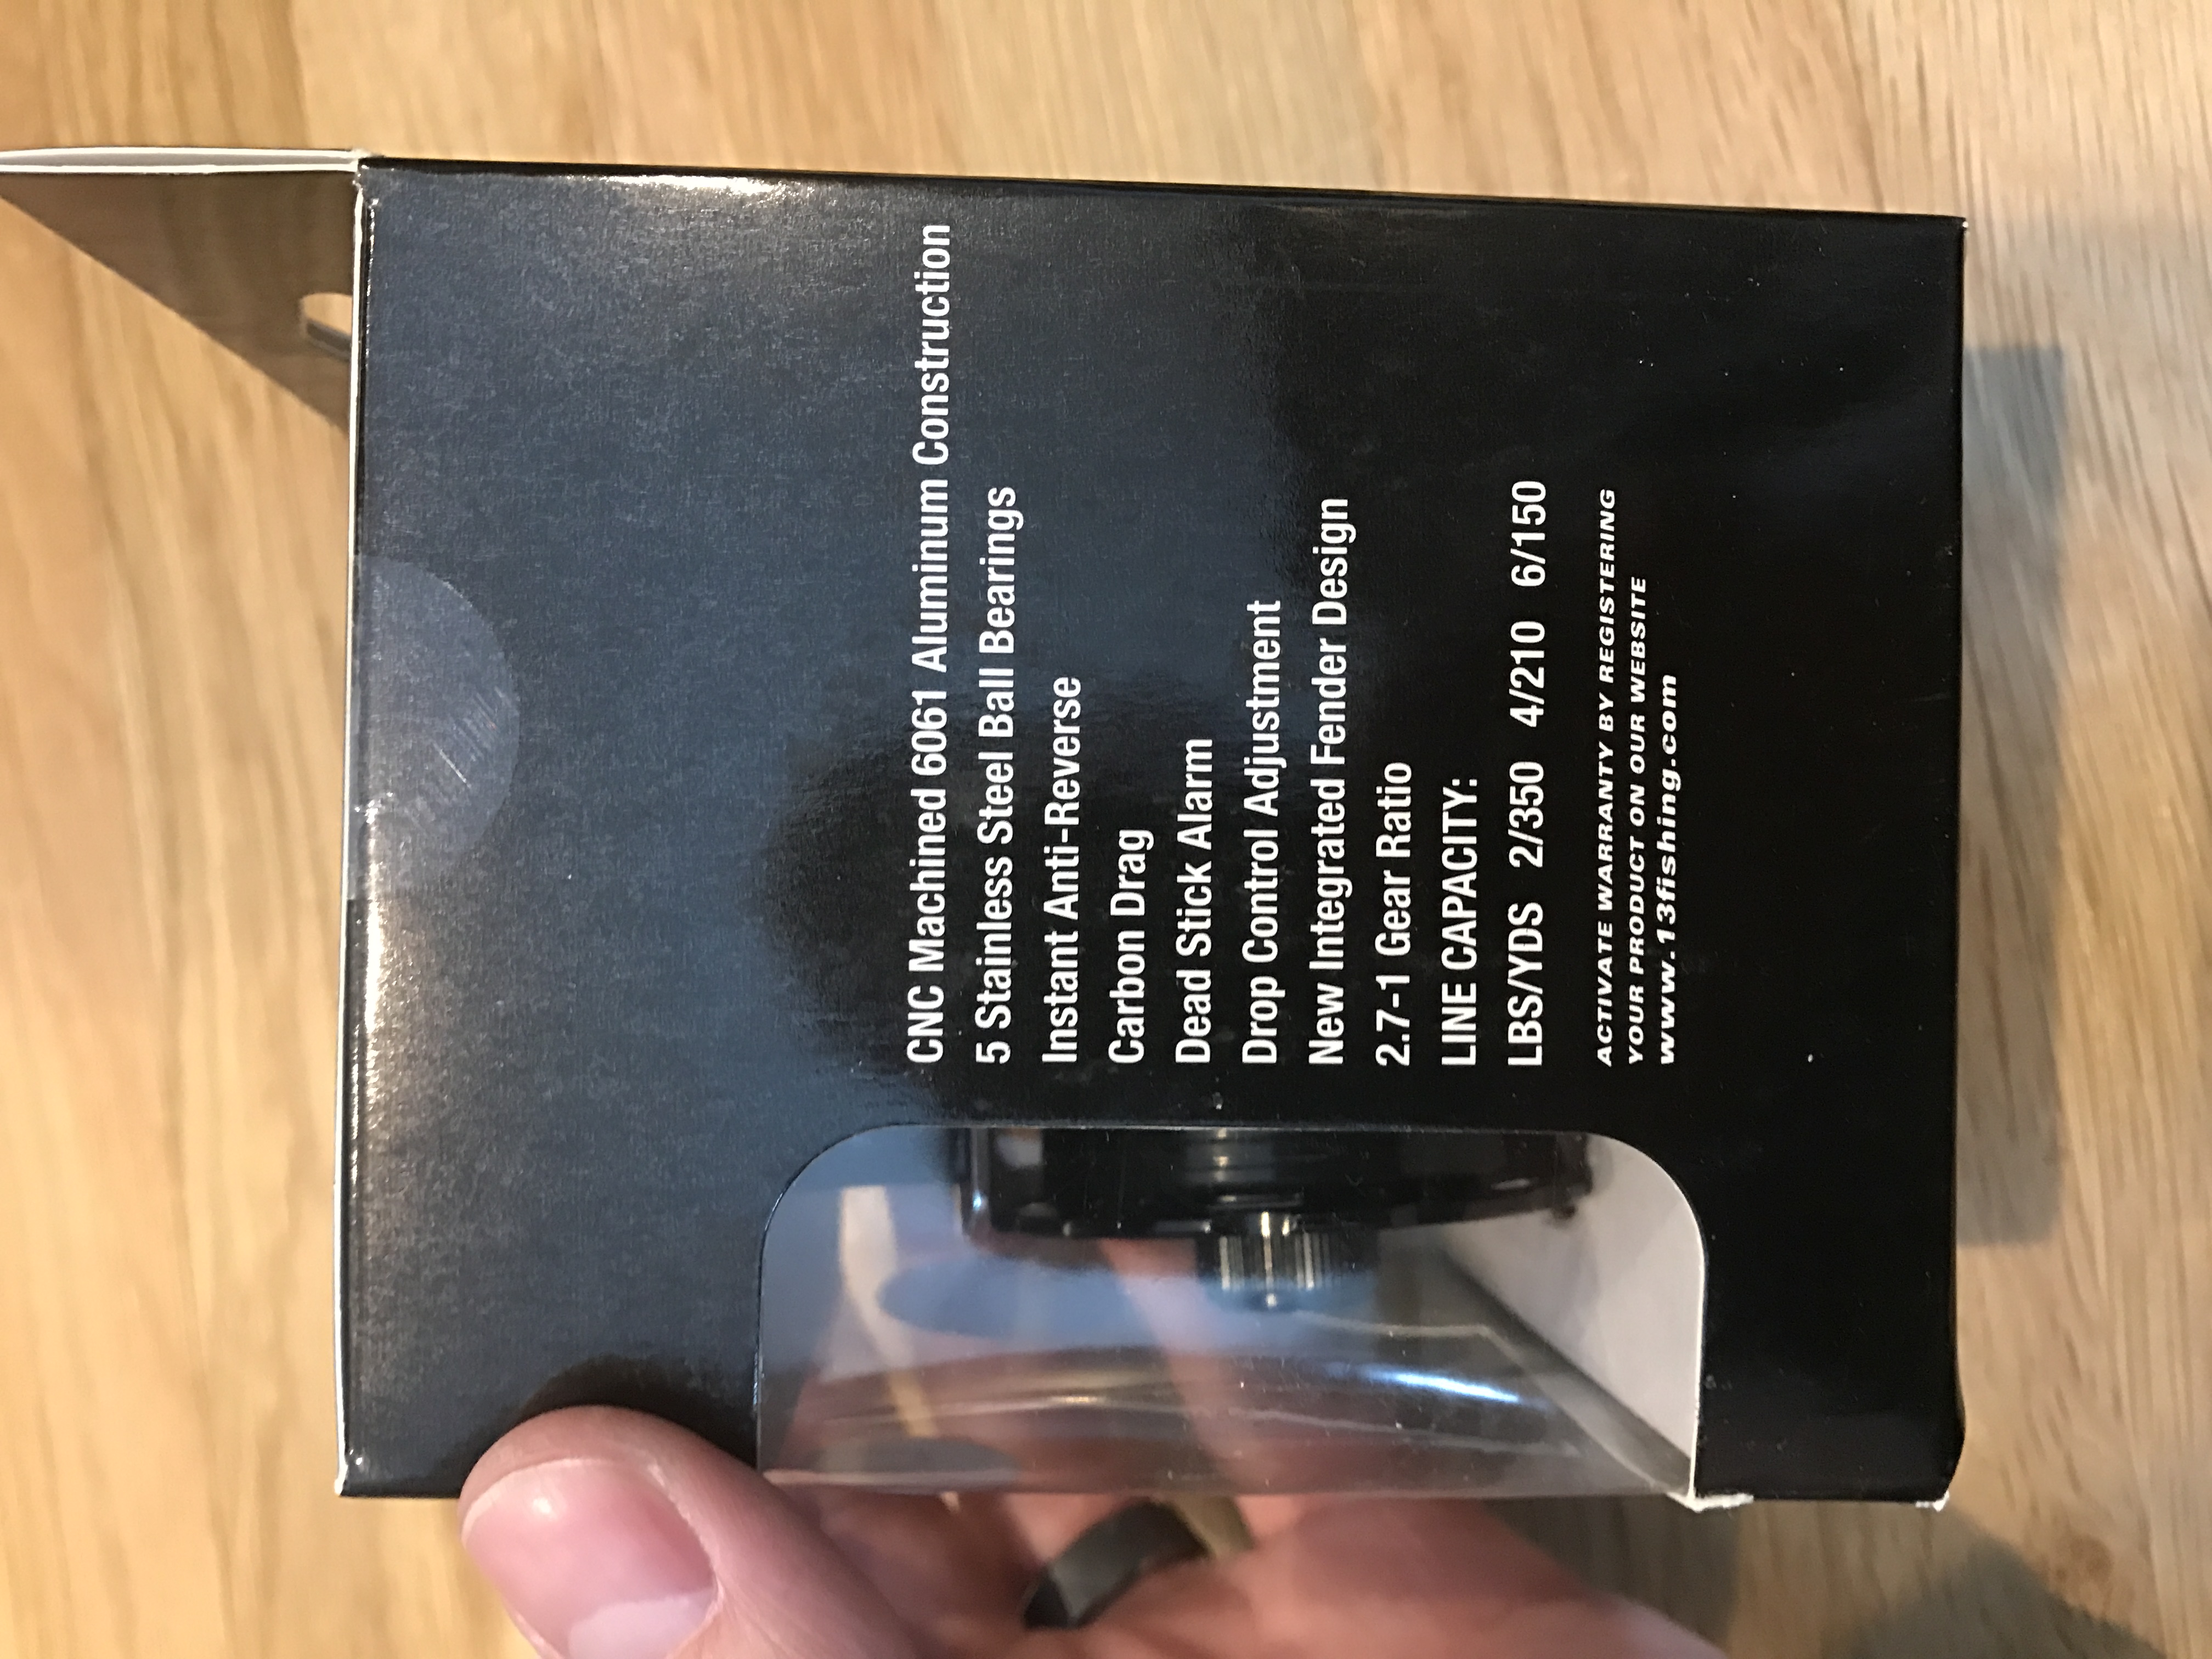 CNC Machined 6061 Aluminum Construction
5 Stainless Steel Ball Bearings
Instant Anti-Reverse
Carbon Drag
Dead Stick Alarm
Drop Control Adjustment
New Integrated Fender Design
2.7-1 Gear Ratio
LINE CAPACITY:
LBS/YDS 2/350 4/210 6/150
ACTIVATE WARRANTY BY REGISTERING
YOUR PRODUCT ON OUR WEBSITE
www.13fishing.com